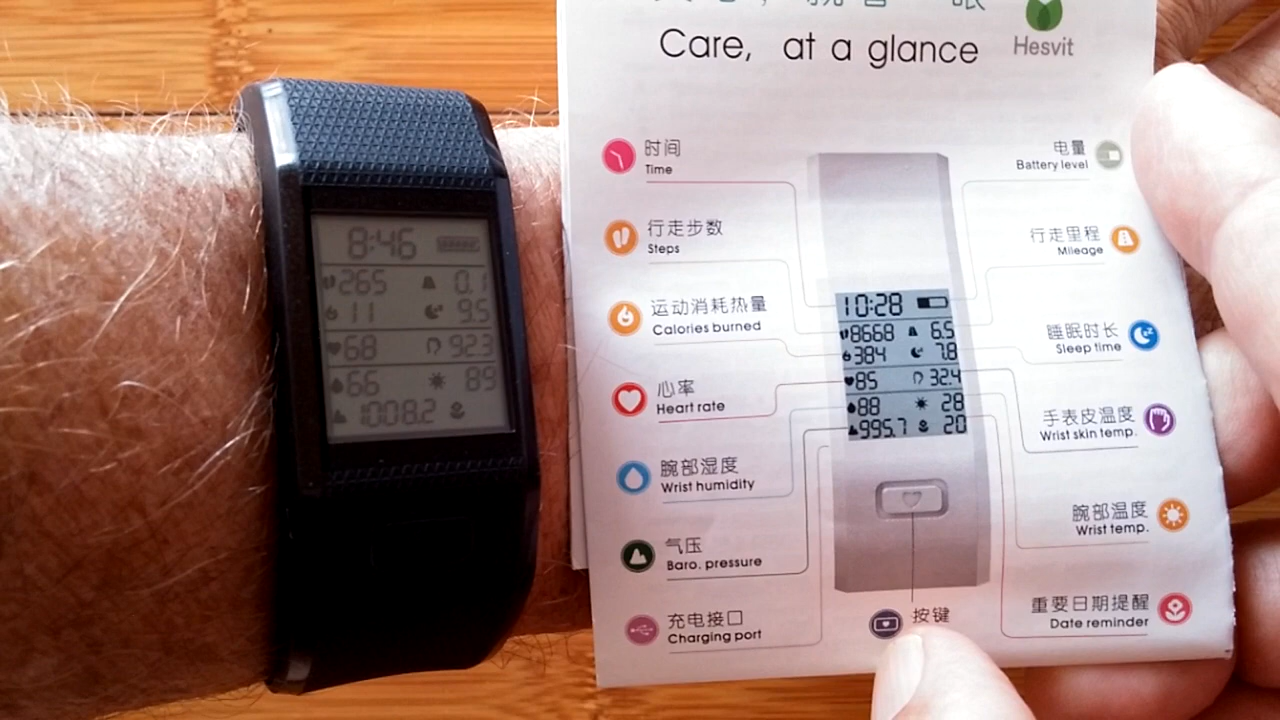 Care, at a glance
Hesvit
时间
Time
电量
Battery level
行走步数
Steps
行走里程
Mileage
运动消耗热量
Calories burned
睡眠时长
Sleep time
心率
Heart rate
手表皮温度
Wrist skin temp.
腕部湿度
Wrist humidity
腕部温度
Wrist temp.
气压
Baro. pressure
重要日期提醒
Date reminder
充电接口
Charging port
按键
10:28
8668 6.5
384 7.8
85 32.4
88 28
995.7 20
8:46
265 0.1
11 9.5
68 92.3
66 89
1008.2